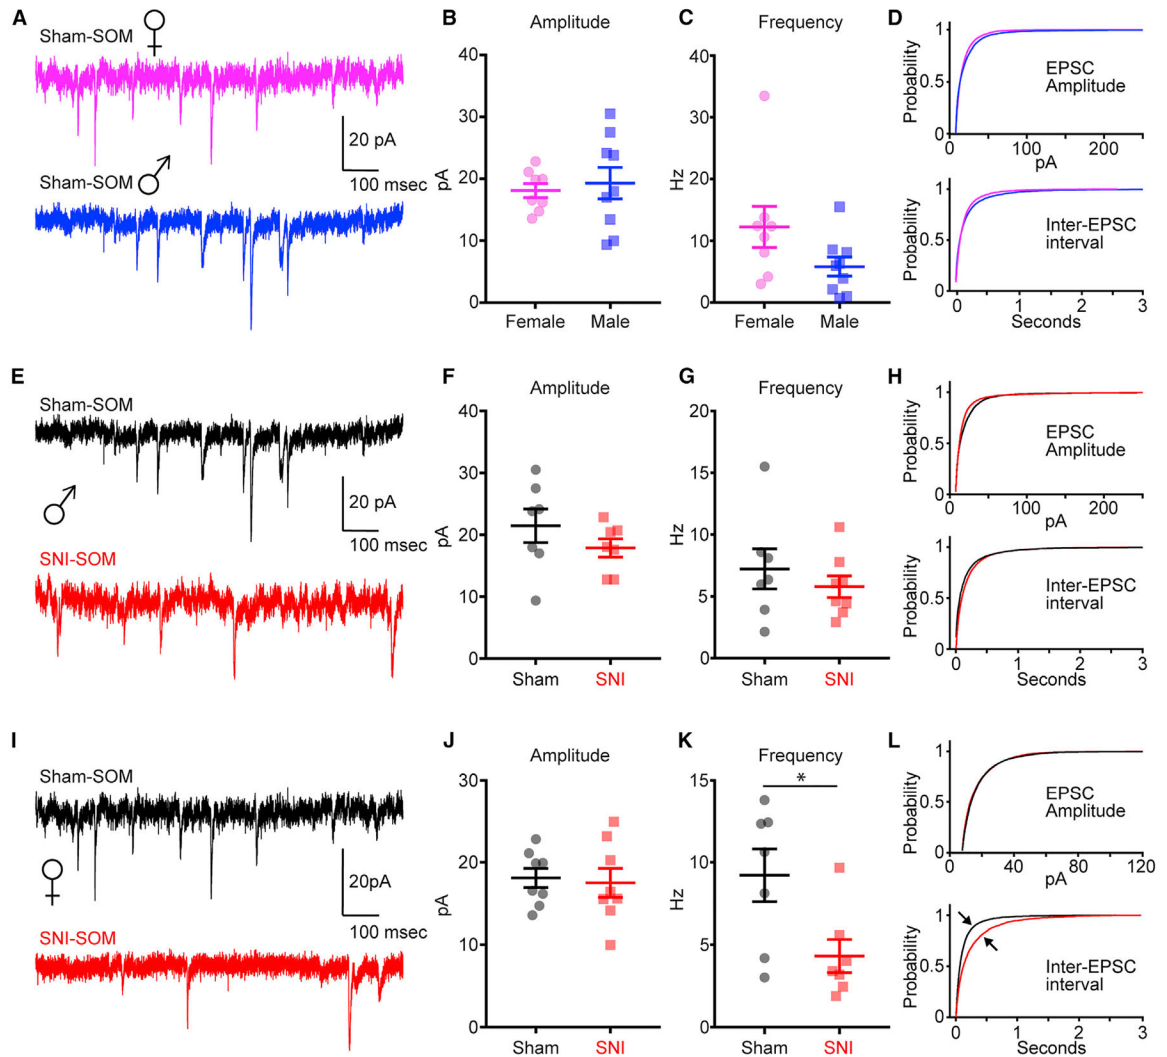 A
Sham-SOM ♀
20 pA
100 msec
Sham-SOM ♂
B
Amplitude
pA
40
30
20
10
0
Female Male
C
Frequency
Hz
40
30
20
10
0
Female Male
D
Probability
1
0.5
EPSC
Amplitude
0
100
200
pA
Probability
1
0.5
Inter-EPSC
interval
0
1
2
3
Seconds
E
Sham-SOM
♂
20 pA
100 msec
SNI-SOM
F
Amplitude
pA
40
30
20
10
0
Sham SNI
G
Frequency
Hz
20
15
10
5
0
Sham SNI
H
Probability
1
0.5
EPSC
Amplitude
0
100
200
pA
Probability
1
0.5
Inter-EPSC
interval
0
1
2
3
Seconds
I
Sham-SOM
♀
20pA
100 msec
SNI-SOM
J
Amplitude
pA
30
20
10
0
Sham SNI
K
Frequency
*
Hz
15
10
5
0
Sham SNI
L
Probability
1
0.5
EPSC
Amplitude
0
40
80
120
pA
Probability
1
0.5
Inter-EPSC
interval
0
1
2
3
Seconds